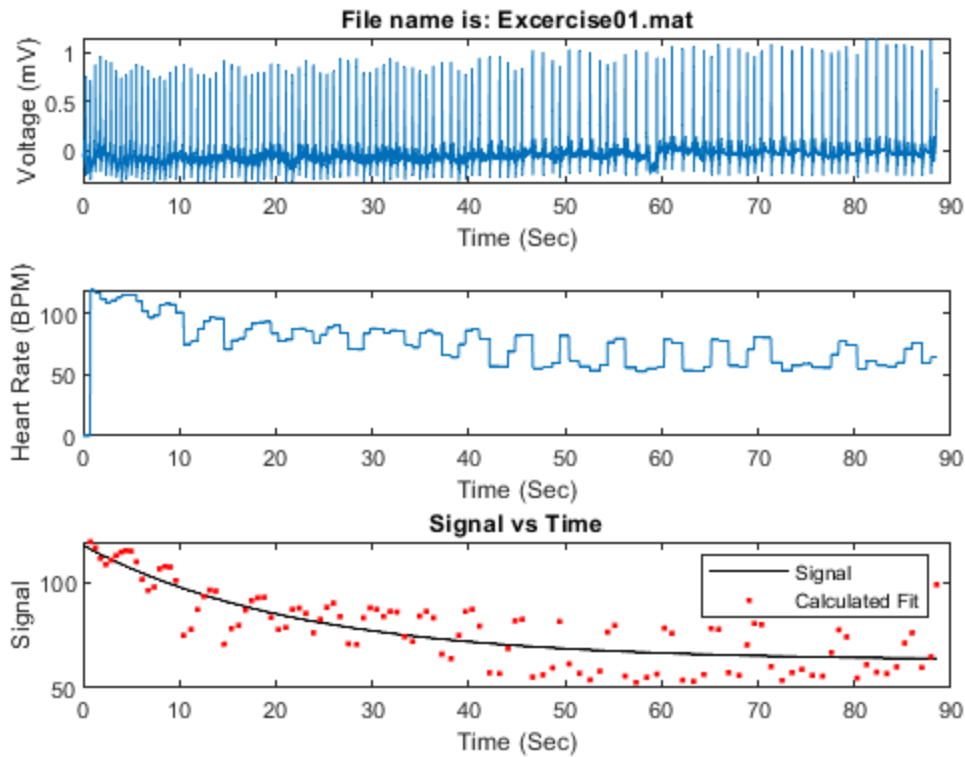 File name is: Excercise01.mat
Voltage (mV)
1
0.5
0
0 10 20 30 40 50 60 70 80 90
Time (Sec)
Heart Rate (BPM)
100
50
0
0 10 20 30 40 50 60 70 80 90
Time (Sec)
Signal vs Time
Signal
100
50
Signal
Calculated Fit
0 10 20 30 40 50 60 70 80 90
Time (Sec)